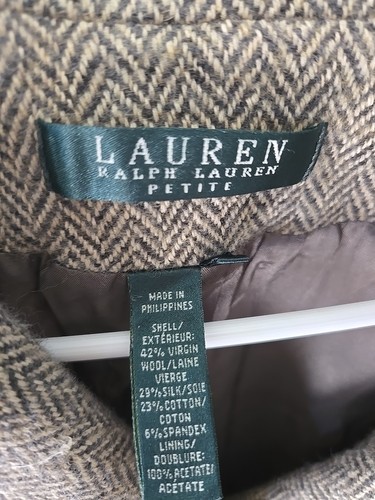 LAUREN
RALPH LAUREN
PETITE
MADE IN
PHILIPPINES
SHELL/
EXTÉRIEUR:
42% VIRGIN
WOOL/LAINE
VIERGE
29%SILK/SOIE
23%COTTON/
COTON
6%SPANDEX
LINING/
DOUBLURE:
100%ACETATE/
ACÉTATE